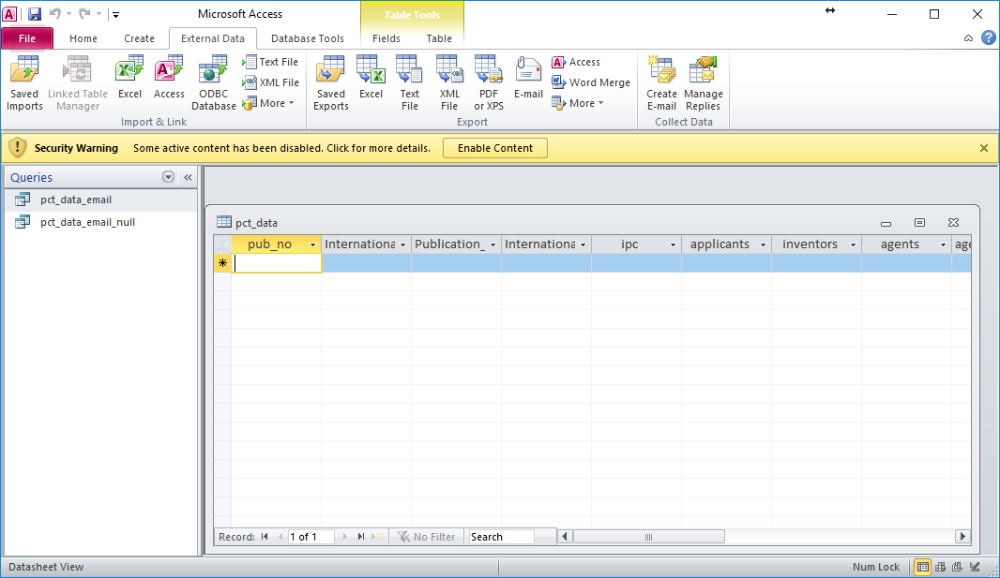 Microsoft Access
Table Tools
File Home Create External Data Database Tools Fields Table
Saved Imports
Linked Table Manager
Excel
Access
ODBC Database
Text File
XML File
More
Import & Link
Saved Exports
Excel
Text File
XML File
PDF or XPS
E-mail
Access
Word Merge
More
Export
Create E-mail
Manage Replies
Collect Data
Security Warning Some active content has been disabled. Click for more details. Enable Content
Queries
pct_data_email
pct_data_email_null
pct_data
pub_no Internationa Publication_ Internationa ipc applicants inventors agents age
Record: 1 of 1 No Filter Search
Datasheet View Num Lock